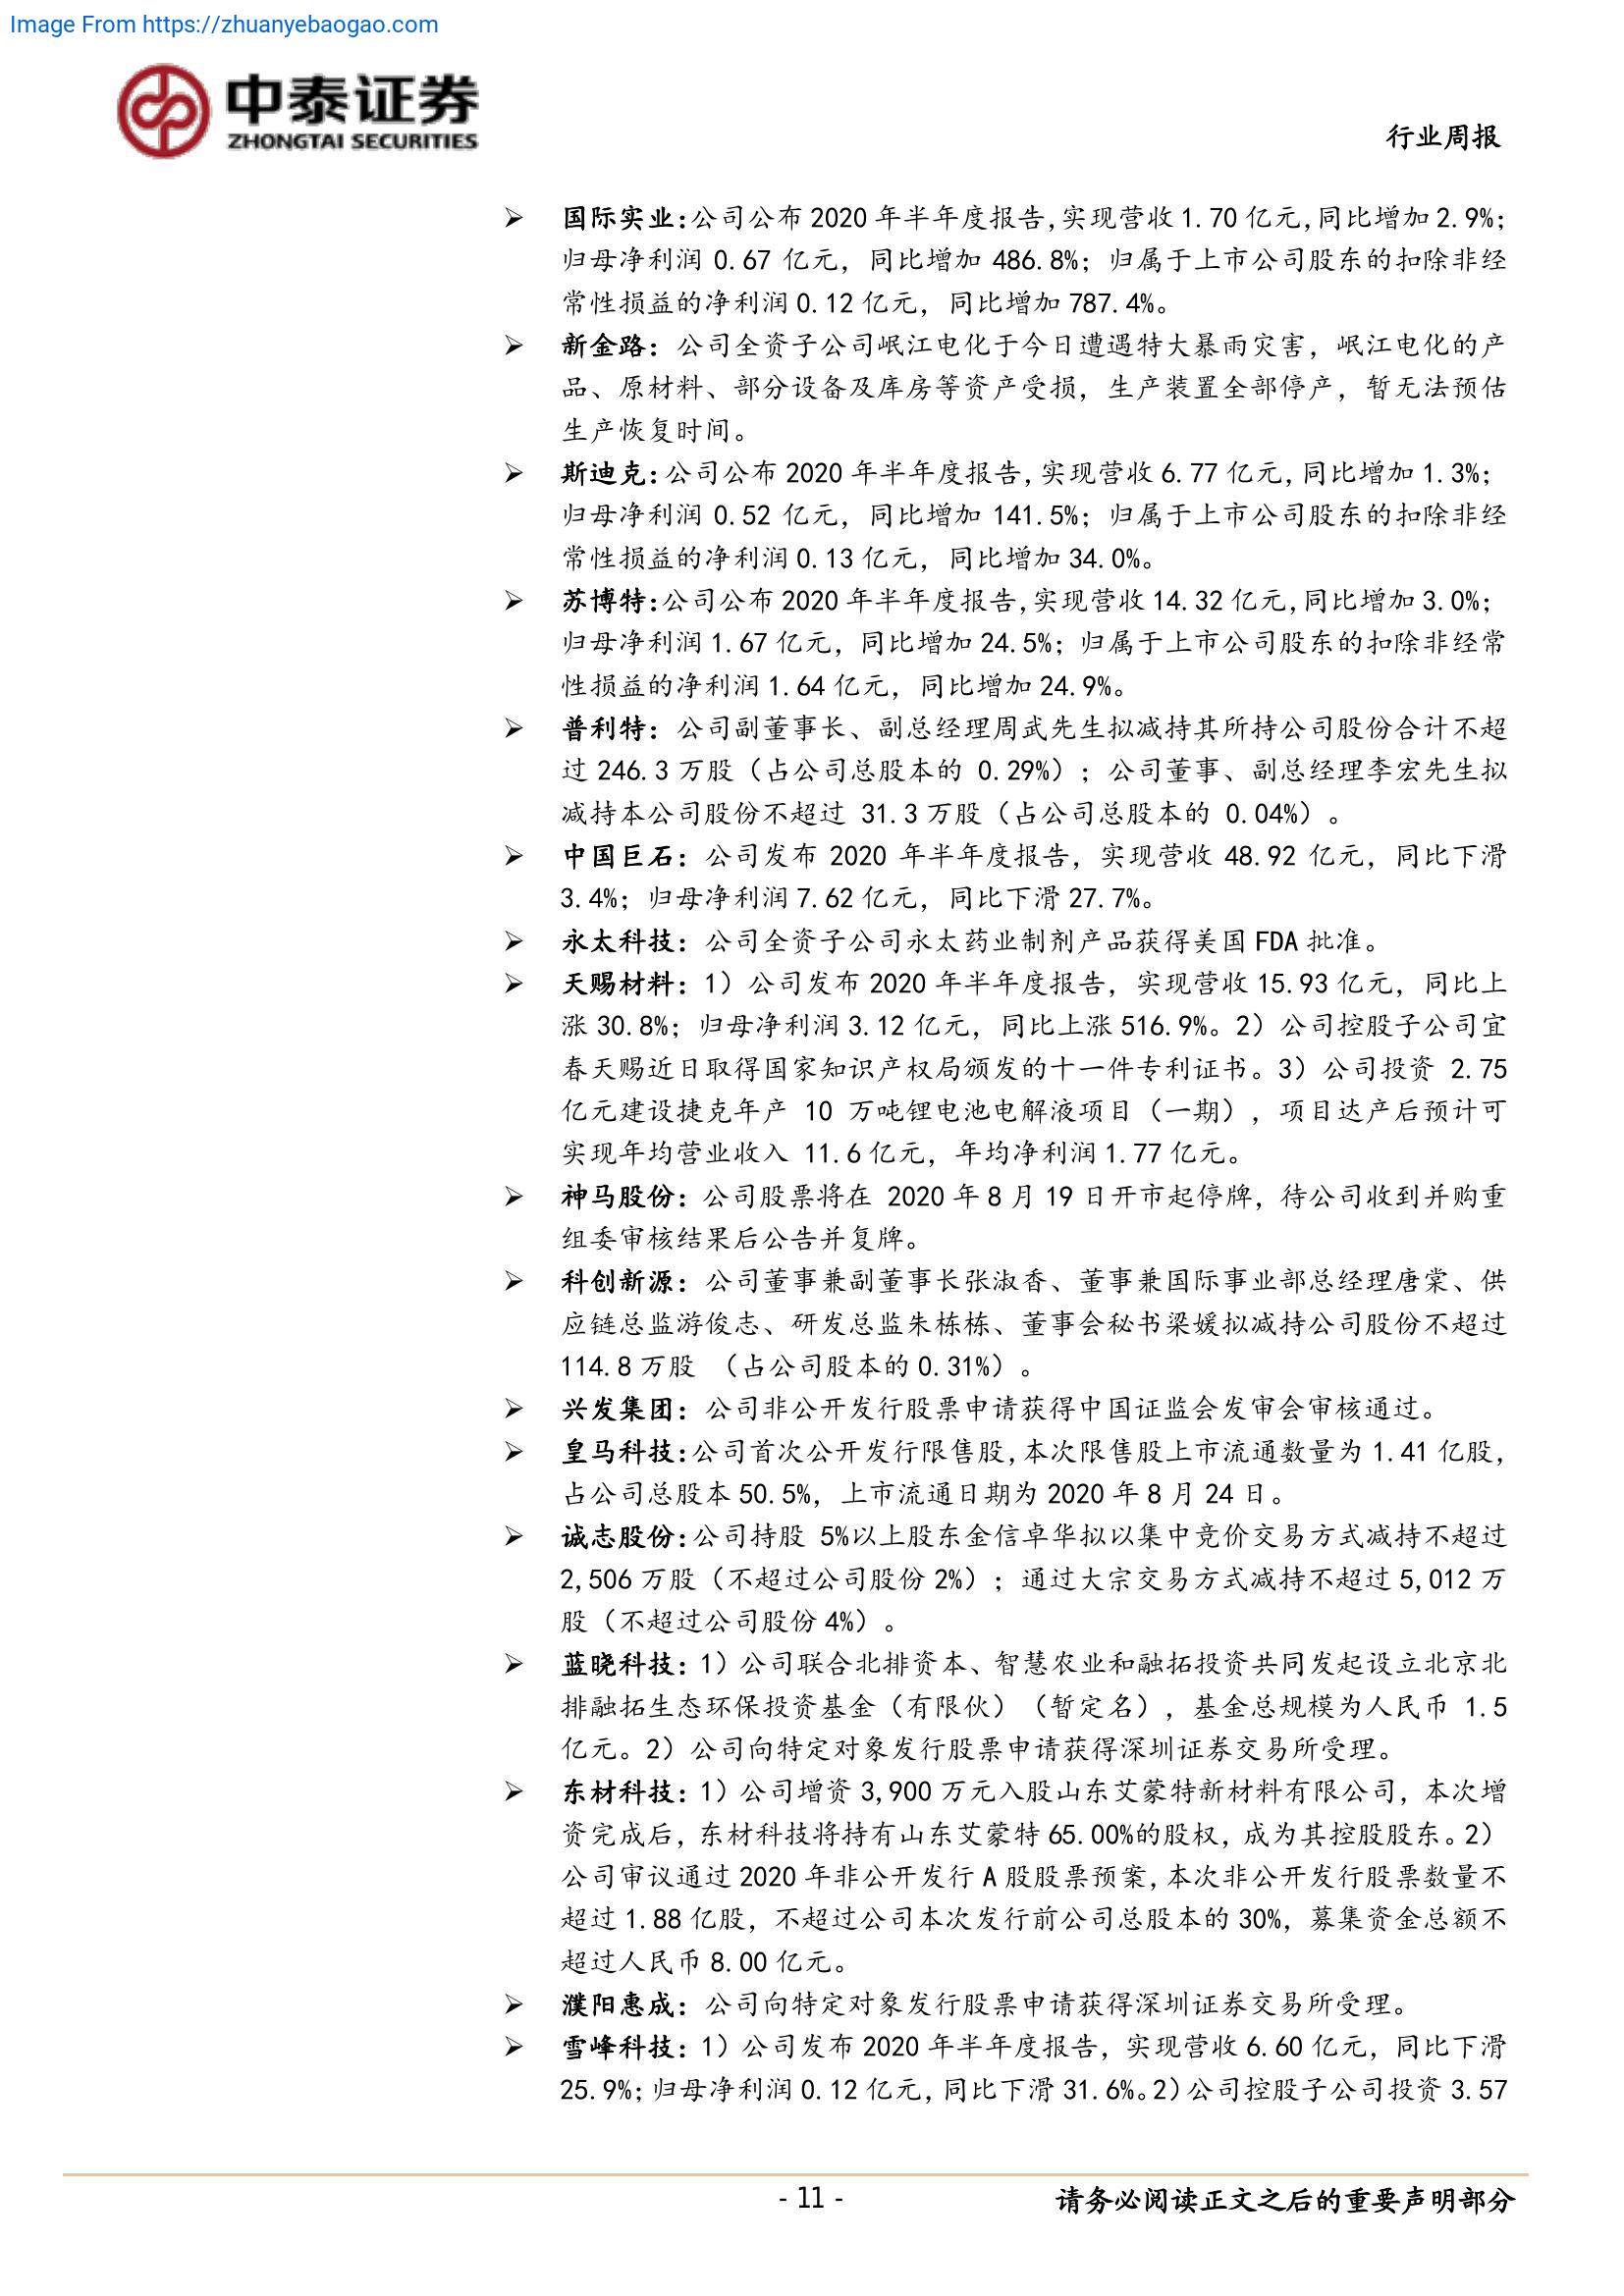 Image From https://zhuanyebaogao.com
中泰证券
ZHONGTAI SECURITIES
行业周报
➢ 国际实业：公司公布 2020 年半年度报告，实现营收 1.70 亿元，同比增加 2.9%；
归母净利润 0.67 亿元，同比增加 486.8%；归属于上市公司股东的扣除非经
常性损益的净利润 0.12 亿元，同比增加 787.4%。
➢ 新金路：公司全资子公司岷江电化于今日遭遇特大暴雨灾害，岷江电化的产
品、原材料、部分设备及库房等资产受损，生产装置全部停产，暂无法预估
生产恢复时间。
➢ 斯迪克：公司公布 2020 年半年度报告，实现营收 6.77 亿元，同比增加 1.3%；
归母净利润 0.52 亿元，同比增加 141.5%；归属于上市公司股东的扣除非经
常性损益的净利润 0.13 亿元，同比增加 34.0%。
➢ 苏博特：公司公布 2020 年半年度报告，实现营收 14.32 亿元，同比增加 3.0%；
归母净利润 1.67 亿元，同比增加 24.5%；归属于上市公司股东的扣除非经常
性损益的净利润 1.64 亿元，同比增加 24.9%。
➢ 普利特：公司副董事长、副总经理周武先生拟减持其所持公司股份合计不超
过 246.3 万股（占公司总股本的 0.29%）；公司董事、副总经理李宏先生拟
减持本公司股份不超过 31.3 万股（占公司总股本的 0.04%）。
➢ 中国巨石：公司发布 2020 年半年度报告，实现营收 48.92 亿元，同比下滑
3.4%；归母净利润 7.62 亿元，同比下滑 27.7%。
➢ 永太科技：公司全资子公司永太药业制剂产品获得美国 FDA 批准。
➢ 天赐材料：1）公司发布 2020 年半年度报告，实现营收 15.93 亿元，同比上
涨 30.8%；归母净利润 3.12 亿元，同比上涨 516.9%。2）公司控股子公司宜
春天赐近日取得国家知识产权局颁发的十一件专利证书。3）公司投资 2.75
亿元建设捷克年产 10 万吨锂电池电解液项目（一期），项目达产后预计可
实现年均营业收入 11.6 亿元，年均净利润 1.77 亿元。
➢ 神马股份：公司股票将在 2020 年 8 月 19 日开市起停牌，待公司收到并购重
组委审核结果后公告并复牌。
➢ 科创新源：公司董事兼副董事长张淑香、董事兼国际事业部总经理唐棠、供
应链总监游俊志、研发总监朱栋栋、董事会秘书梁媛拟减持公司股份不超过
114.8 万股 （占公司股本的 0.31%）。
➢ 兴发集团：公司非公开发行股票申请获得中国证监会发审会审核通过。
➢ 皇马科技：公司首次公开发行限售股，本次限售股上市流通数量为 1.41 亿股，
占公司总股本 50.5%，上市流通日期为 2020 年 8 月 24 日。
➢ 诚志股份：公司持股 5%以上股东金信卓华拟以集中竞价交易方式减持不超过
2,506 万股（不超过公司股份 2%）；通过大宗交易方式减持不超过 5,012 万
股（不超过公司股份 4%）。
➢ 蓝晓科技：1）公司联合北排资本、智慧农业和融拓投资共同发起设立北京北
排融拓生态环保投资基金（有限伙）（暂定名），基金总规模为人民币 1.5
亿元。2）公司向特定对象发行股票申请获得深圳证券交易所受理。
➢ 东材科技：1）公司增资 3,900 万元入股山东艾蒙特新材料有限公司，本次增
资完成后，东材科技将持有山东艾蒙特 65.00%的股权，成为其控股股东。2）
公司审议通过 2020 年非公开发行 A 股股票预案，本次非公开发行股票数量不
超过 1.88 亿股，不超过公司本次发行前公司总股本的 30%，募集资金总额不
超过人民币 8.00 亿元。
➢ 濮阳惠成：公司向特定对象发行股票申请获得深圳证券交易所受理。
➢ 雪峰科技：1）公司发布 2020 年半年度报告，实现营收 6.60 亿元，同比下滑
25.9%；归母净利润 0.12 亿元，同比下滑 31.6%。2）公司控股子公司投资 3.57
- 11 -
请务必阅读正文之后的重要声明部分